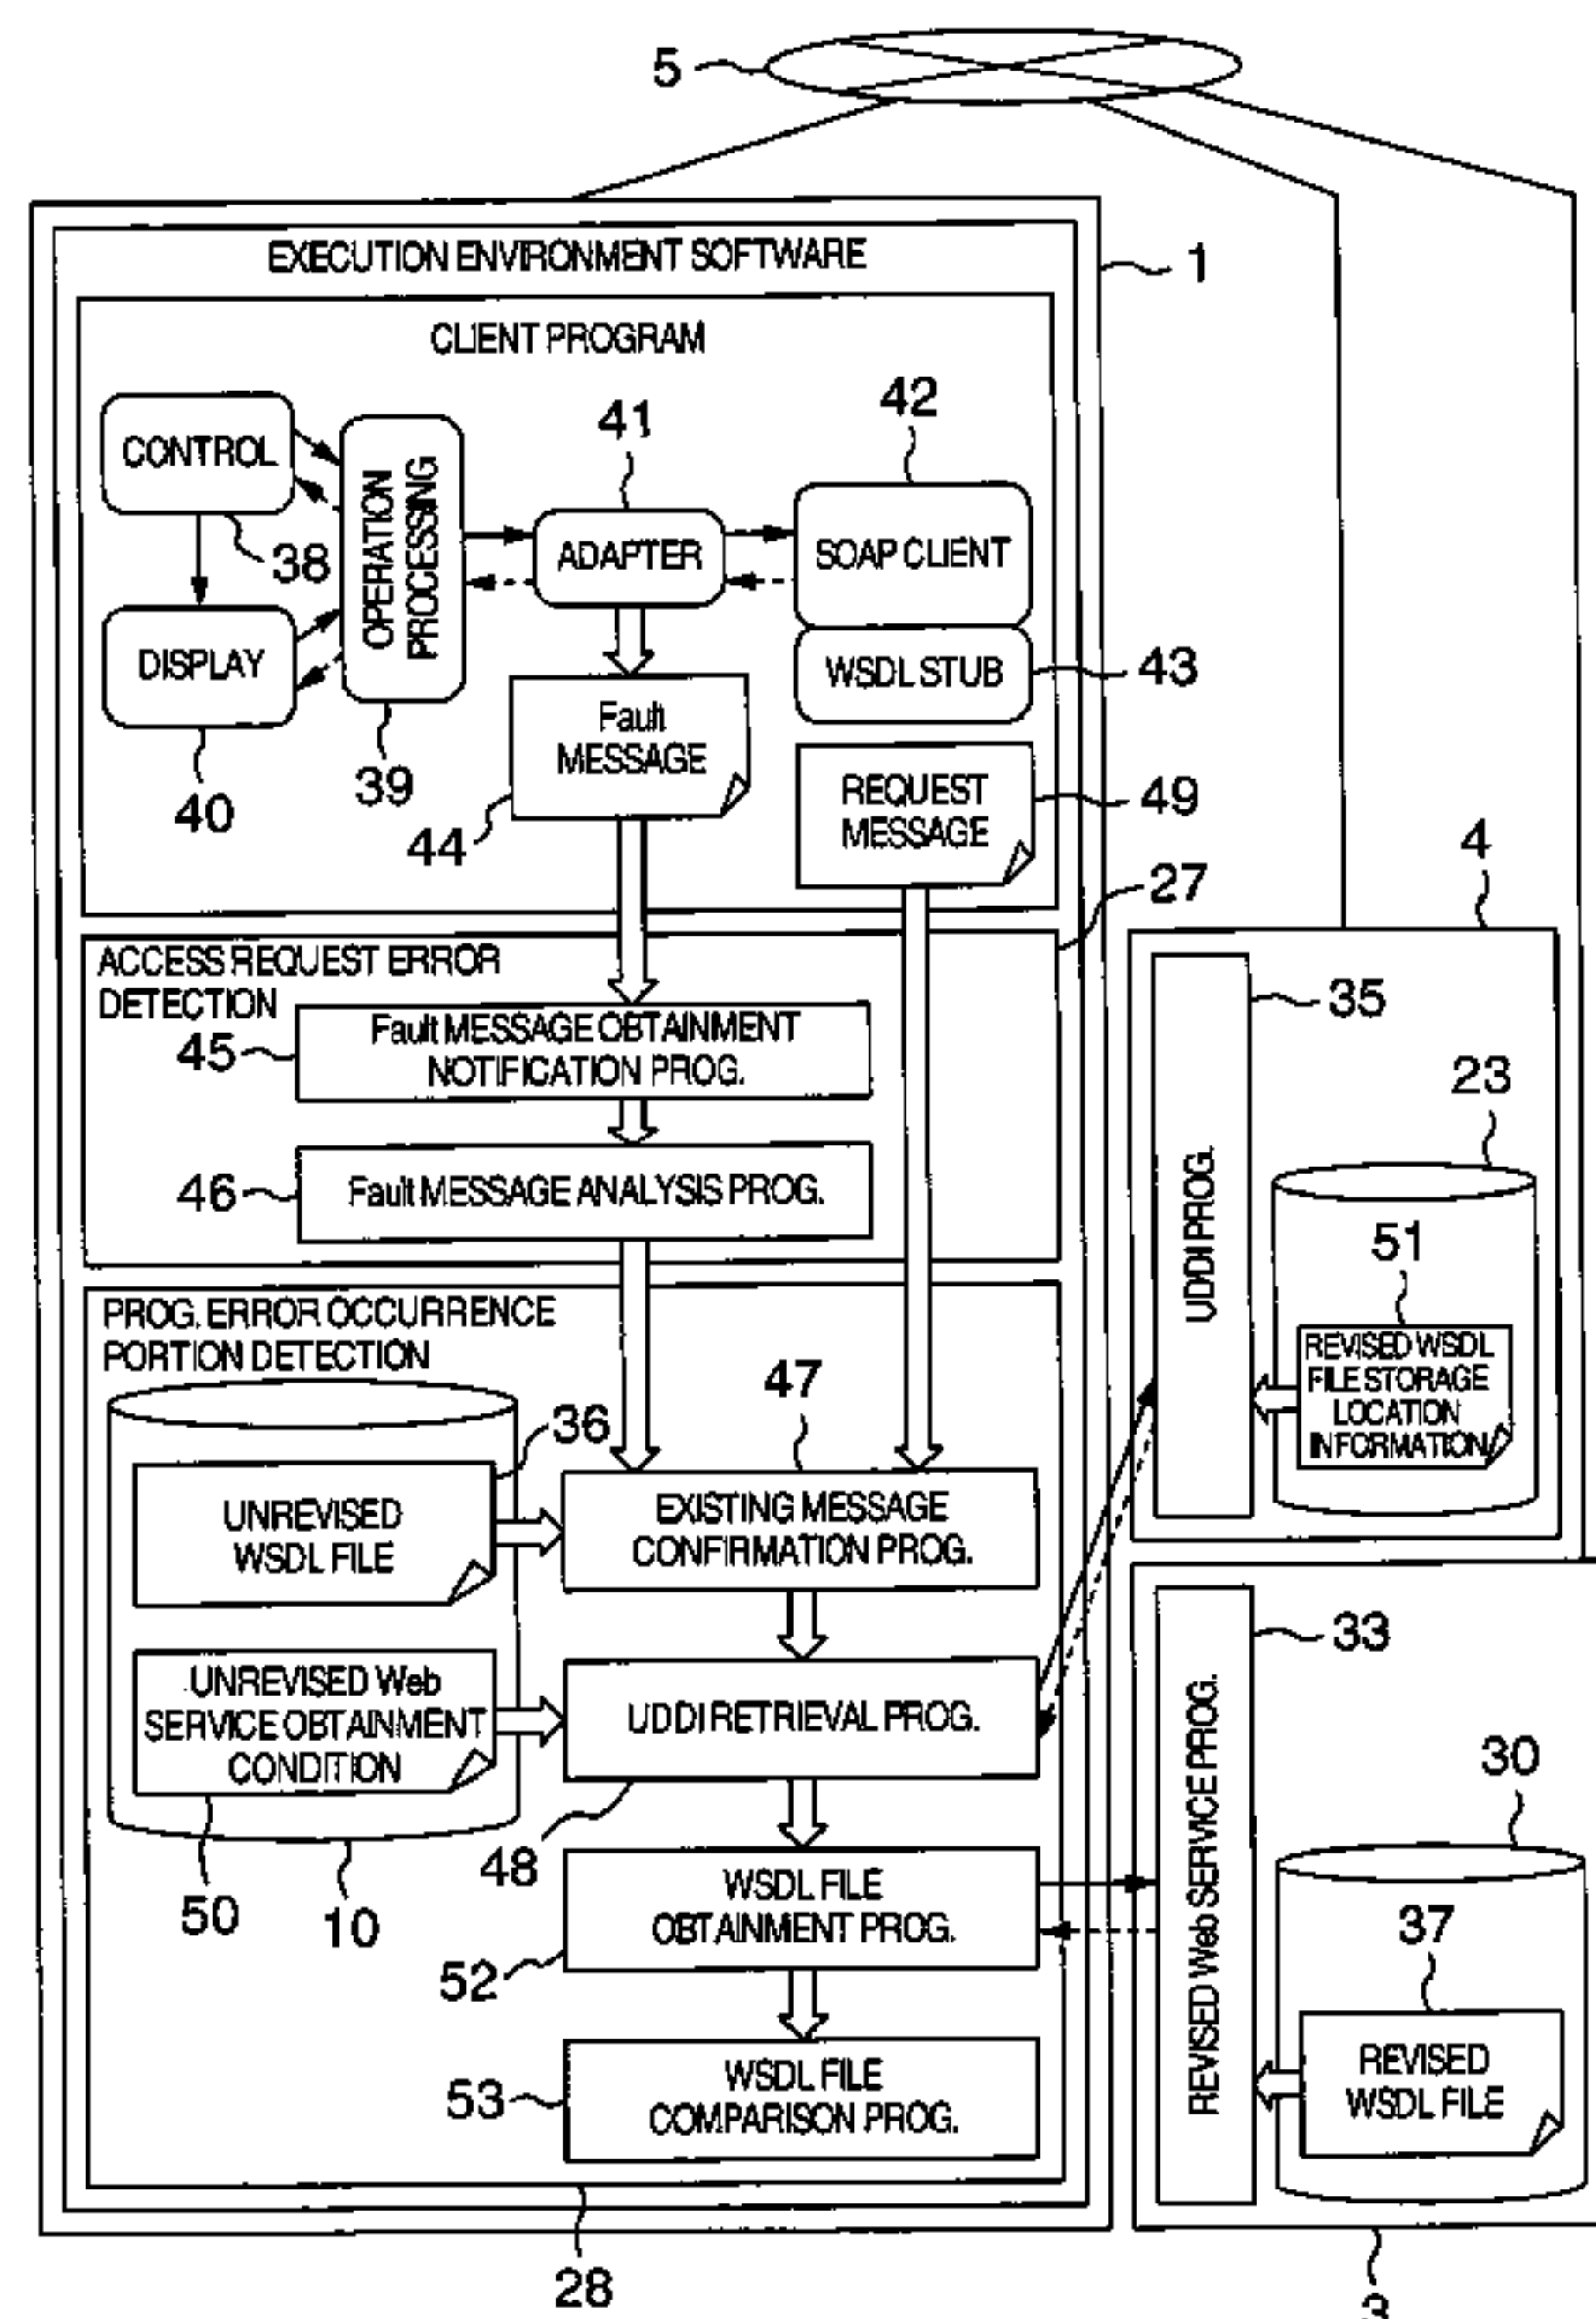 5
EXECUTION ENVIRONMENT SOFTWARE
1
CLIENT PROGRAM
CONTROL
38
OPERATION
PROCESSING
39
DISPLAY
40
41
ADAPTER
42
SOAP CLIENT
WSDL STUB
43
Fault
MESSAGE
44
REQUEST
MESSAGE
49
27
ACCESS REQUEST ERROR
DETECTION
45
Fault MESSAGE OBTAINMENT
NOTIFICATION PROG.
46
Fault MESSAGE ANALYSIS PROG.
PROG. ERROR OCCURRENCE
PORTION DETECTION
36
UNREVISED
WSDL FILE
47
EXISTING MESSAGE
CONFIRMATION PROG.
UNREVISED Web
SERVICE OBTAINMENT
CONDITION
50
10
UDDI RETRIEVAL PROG.
48
WSDL FILE
OBTAINMENT PROG.
52
WSDL FILE
COMPARISON PROG.
53
28
4
35
UDDI PROG.
23
51
REVISED WSDL
FILE STORAGE
LOCATION
INFORMATION
33
REVISED Web SERVICE PROG.
30
37
REVISED
WSDL FILE
3